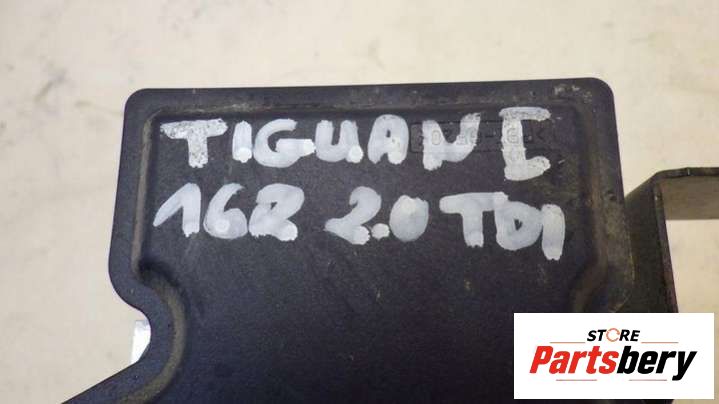 TIGUAN I
16R 2.0 TDI
STORE
Partsbery